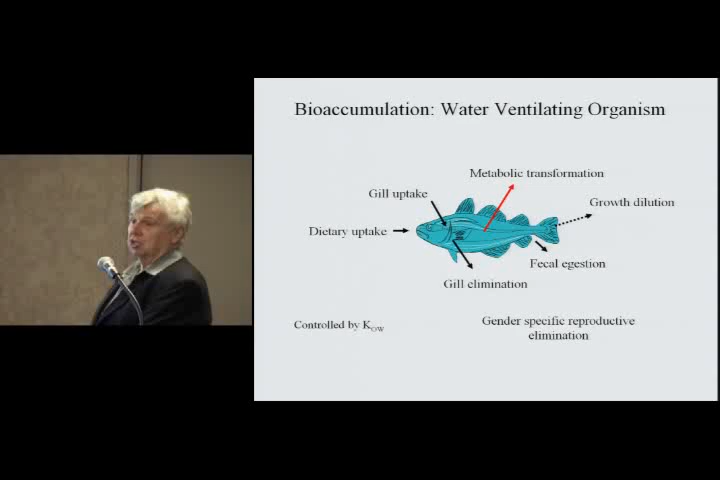 Bioaccumulation: Water Ventilating Organism
Metabolic transformation
Gill uptake
Growth dilution
Dietary uptake
Fecal egestion
Gill elimination
Controlled by K_OW
Gender specific reproductive
elimination